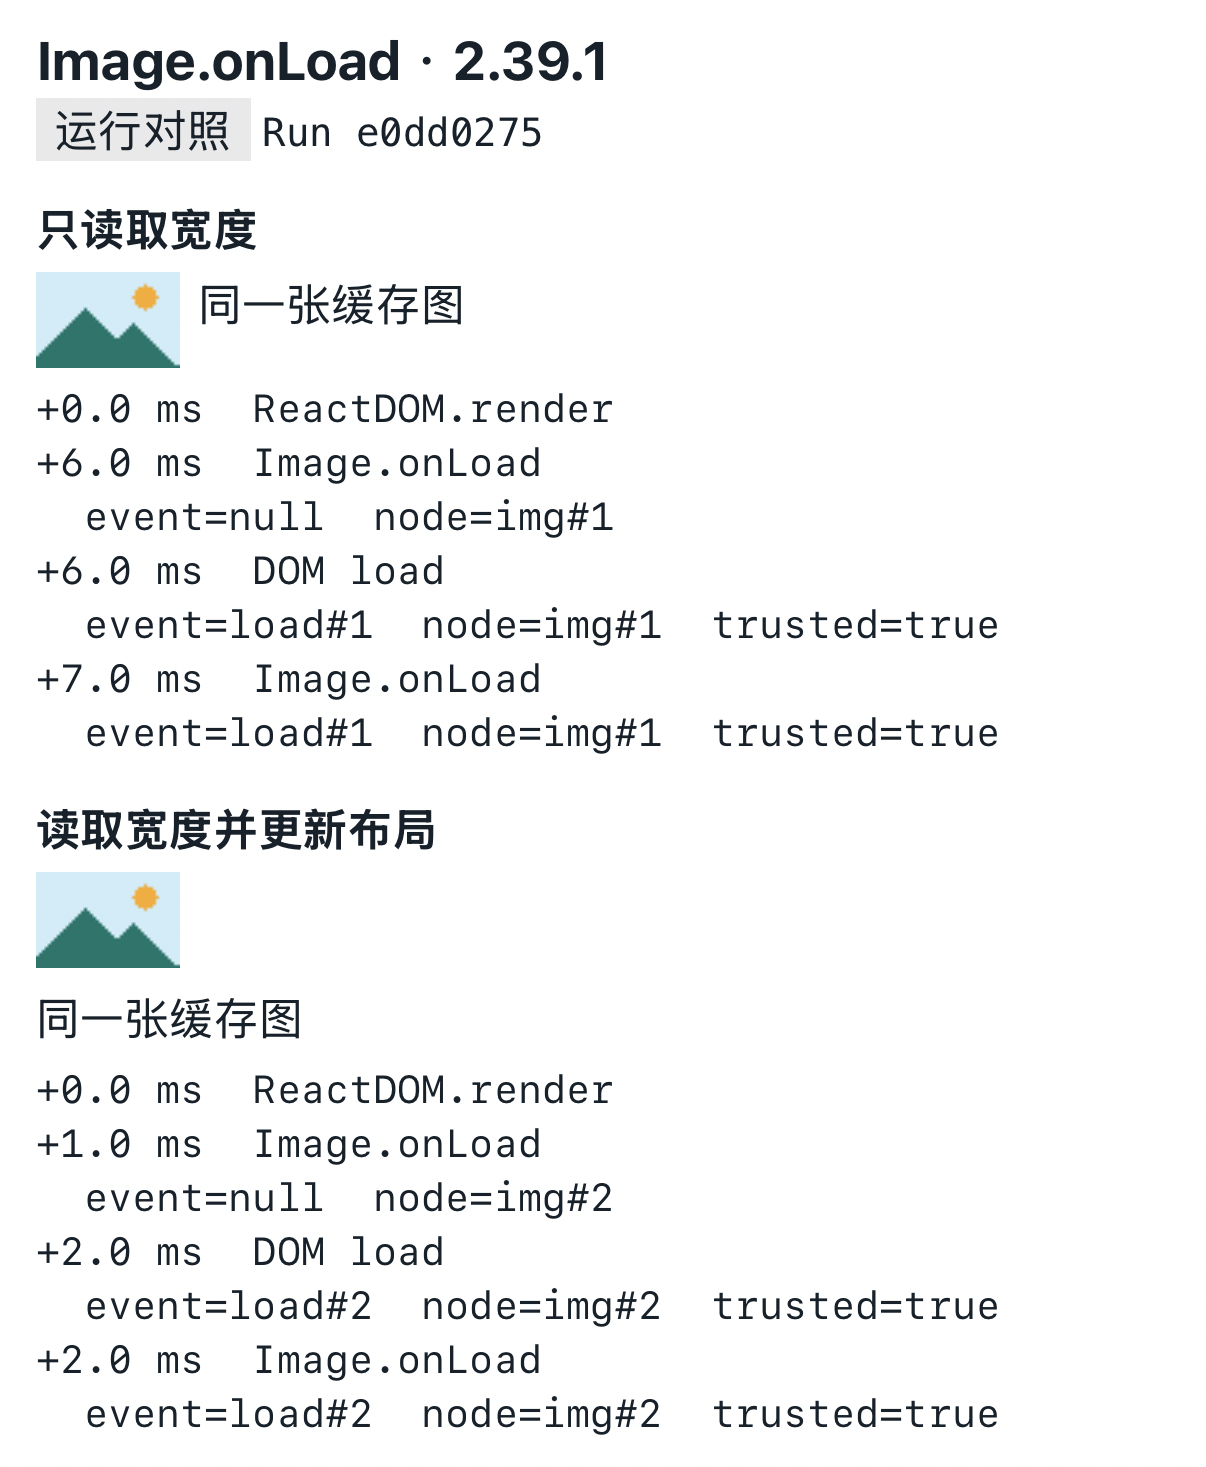 Image.onLoad · 2.39.1
运行对照 Run e0dd0275
只读取宽度
同一张缓存图
+0.0 ms  ReactDOM.render
+6.0 ms  Image.onLoad
  event=null  node=img#1
+6.0 ms  DOM load
  event=load#1  node=img#1  trusted=true
+7.0 ms  Image.onLoad
  event=load#1  node=img#1  trusted=true
读取宽度并更新布局
同一张缓存图
+0.0 ms  ReactDOM.render
+1.0 ms  Image.onLoad
  event=null  node=img#2
+2.0 ms  DOM load
  event=load#2  node=img#2  trusted=true
+2.0 ms  Image.onLoad
  event=load#2  node=img#2  trusted=true